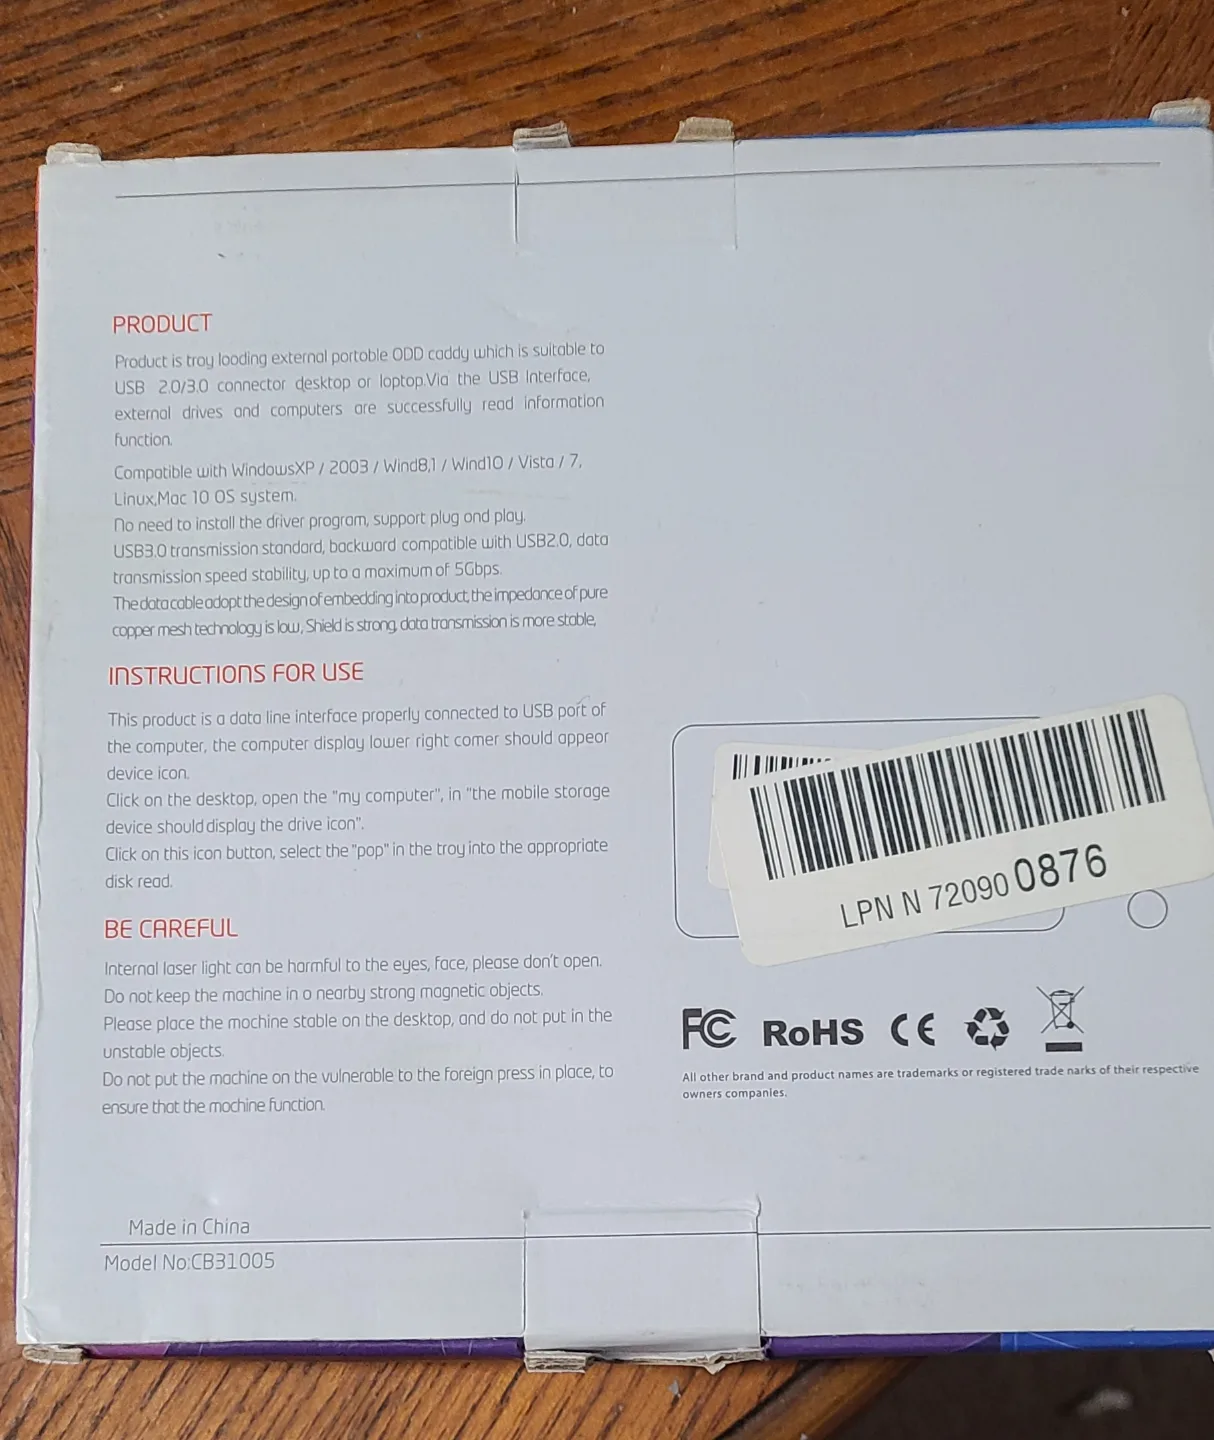 PRODUCT
Product is tray loading external portable ODD caddy which is suitable to
USB 2.0/3.0 connector desktop or laptop.Via the USB Interface,
external drives and computers are successfully read information
function.
Compatible with WindowsXP / 2003 / Wind8,1 / Wind10 / Vista / 7,
Linux,Mac 10 OS system.
No need to install the driver program, support plug and play.
USB3.0 transmission standard, backward compatible with USB2.0, data
transmission speed stability, up to a maximum of 5Gbps.
The data cable adopt the design of embedding into product, the impedance of pure
copper mesh technology is low, Shield is strong, data transmission is more stable,
INSTRUCTIONS FOR USE
This product is a data line interface properly connected to USB port of
the computer, the computer display lower right corner should appear
device icon.
Click on the desktop, open the "my computer", in "the mobile storage
device should display the drive icon".
Click on this icon button, select the "pop" in the tray into the appropriate
disk read.
BE CAREFUL
Internal laser light can be harmful to the eyes, face, please don't open.
Do not keep the machine in a nearby strong magnetic objects.
Please place the machine stable on the desktop, and do not put in the
unstable objects.
Do not put the machine on the vulnerable to the foreign press in place, to
ensure that the machine function.
Made in China
Model No:CB31005
LPN N 72090 0876
FC RoHS CE
All other brand and product names are trademarks or registered trade narks of their respective
owners companies.